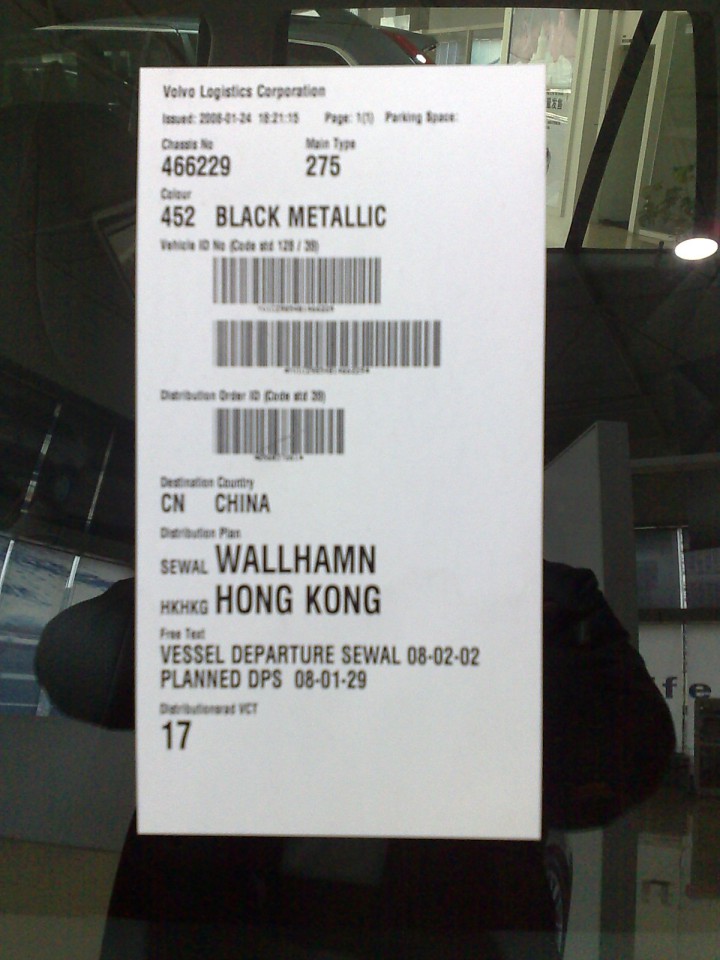 Volvo Logistics Corporation
Issued: 2008-01-24 18:21:15 Page: 1(1) Parking Space:
Chassis No Main Type
466229 275
Colour
452 BLACK METALLIC
Vehicle ID No (Code std 128 / 39)
Distribution Order ID (Code std 39)
Destination Country
CN CHINA
Distribution Plan
SEWAL WALLHAMN
HKHKG HONG KONG
Free Text
VESSEL DEPARTURE SEWAL 08-02-02
PLANNED DPS 08-01-29
Distributionsrad VCT
17